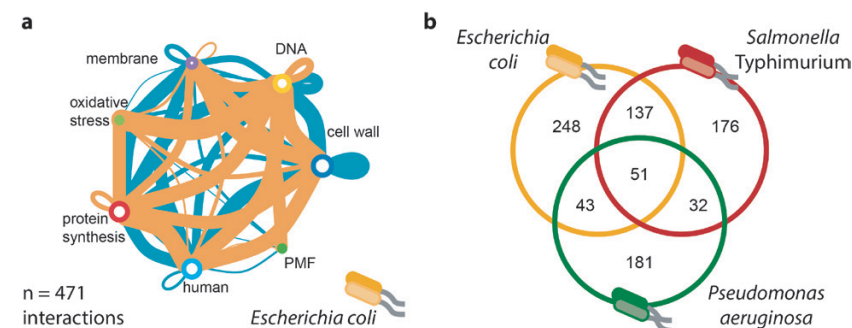 a
membrane
DNA
oxidative
stress
cell wall
protein
synthesis
human
PMF
n = 471
interactions
Escherichia coli
b
Escherichia
coli
Salmonella
Typhimurium
248
137
176
51
43
32
181
Pseudomonas
aeruginosa